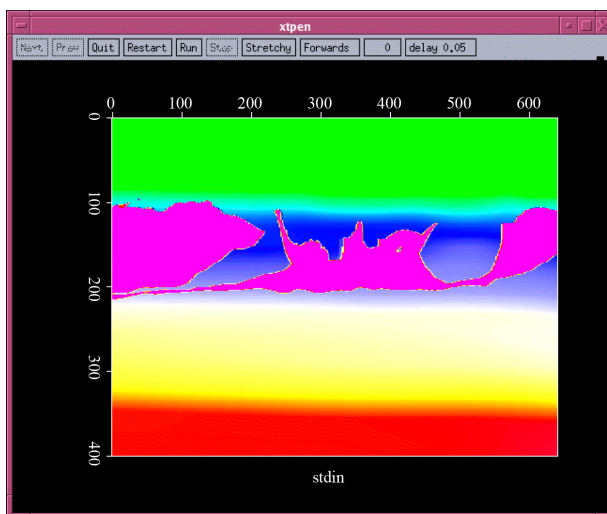 xtpen
Next Prev Quit Restart Run Stop Stretchy Forwards 0 delay 0.05
0 100 200 300 400 500 600
0
100
200
300
400
stdin